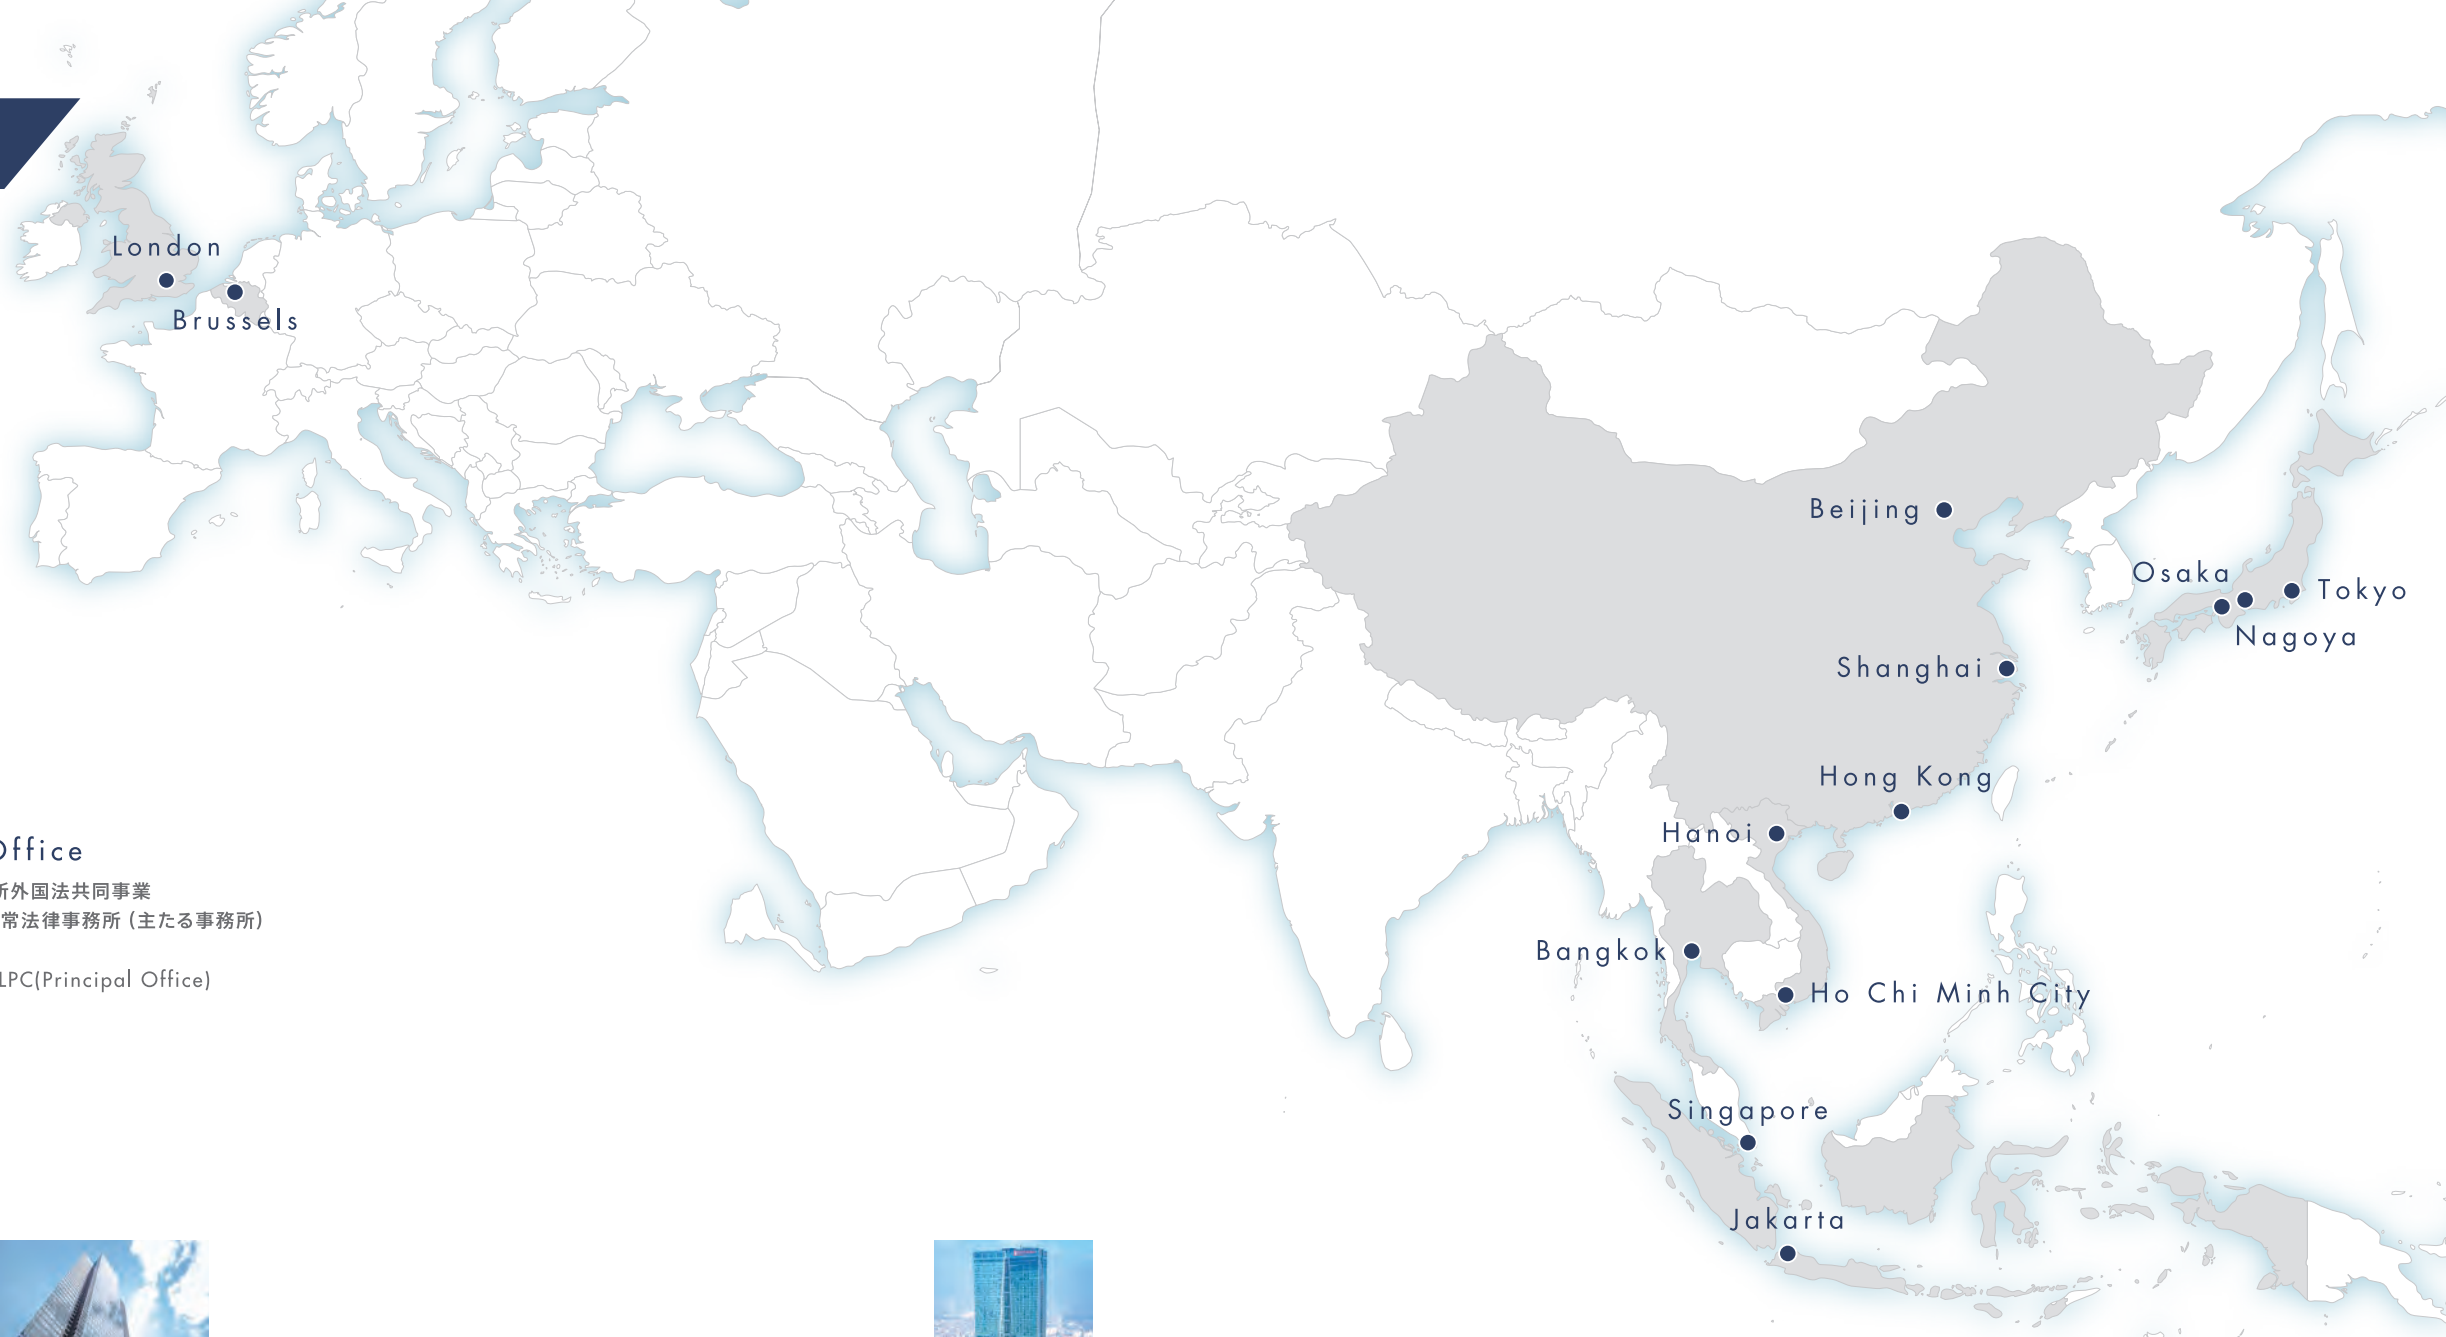 London
Brussels
Beijing
Osaka
Tokyo
Nagoya
Shanghai
Hong Kong
Hanoi
Office
所外国法共同事業
常法律事務所 (主たる事務所)
Bangkok
LPC(Principal Office)
Ho Chi Minh City
Singapore
Jakarta